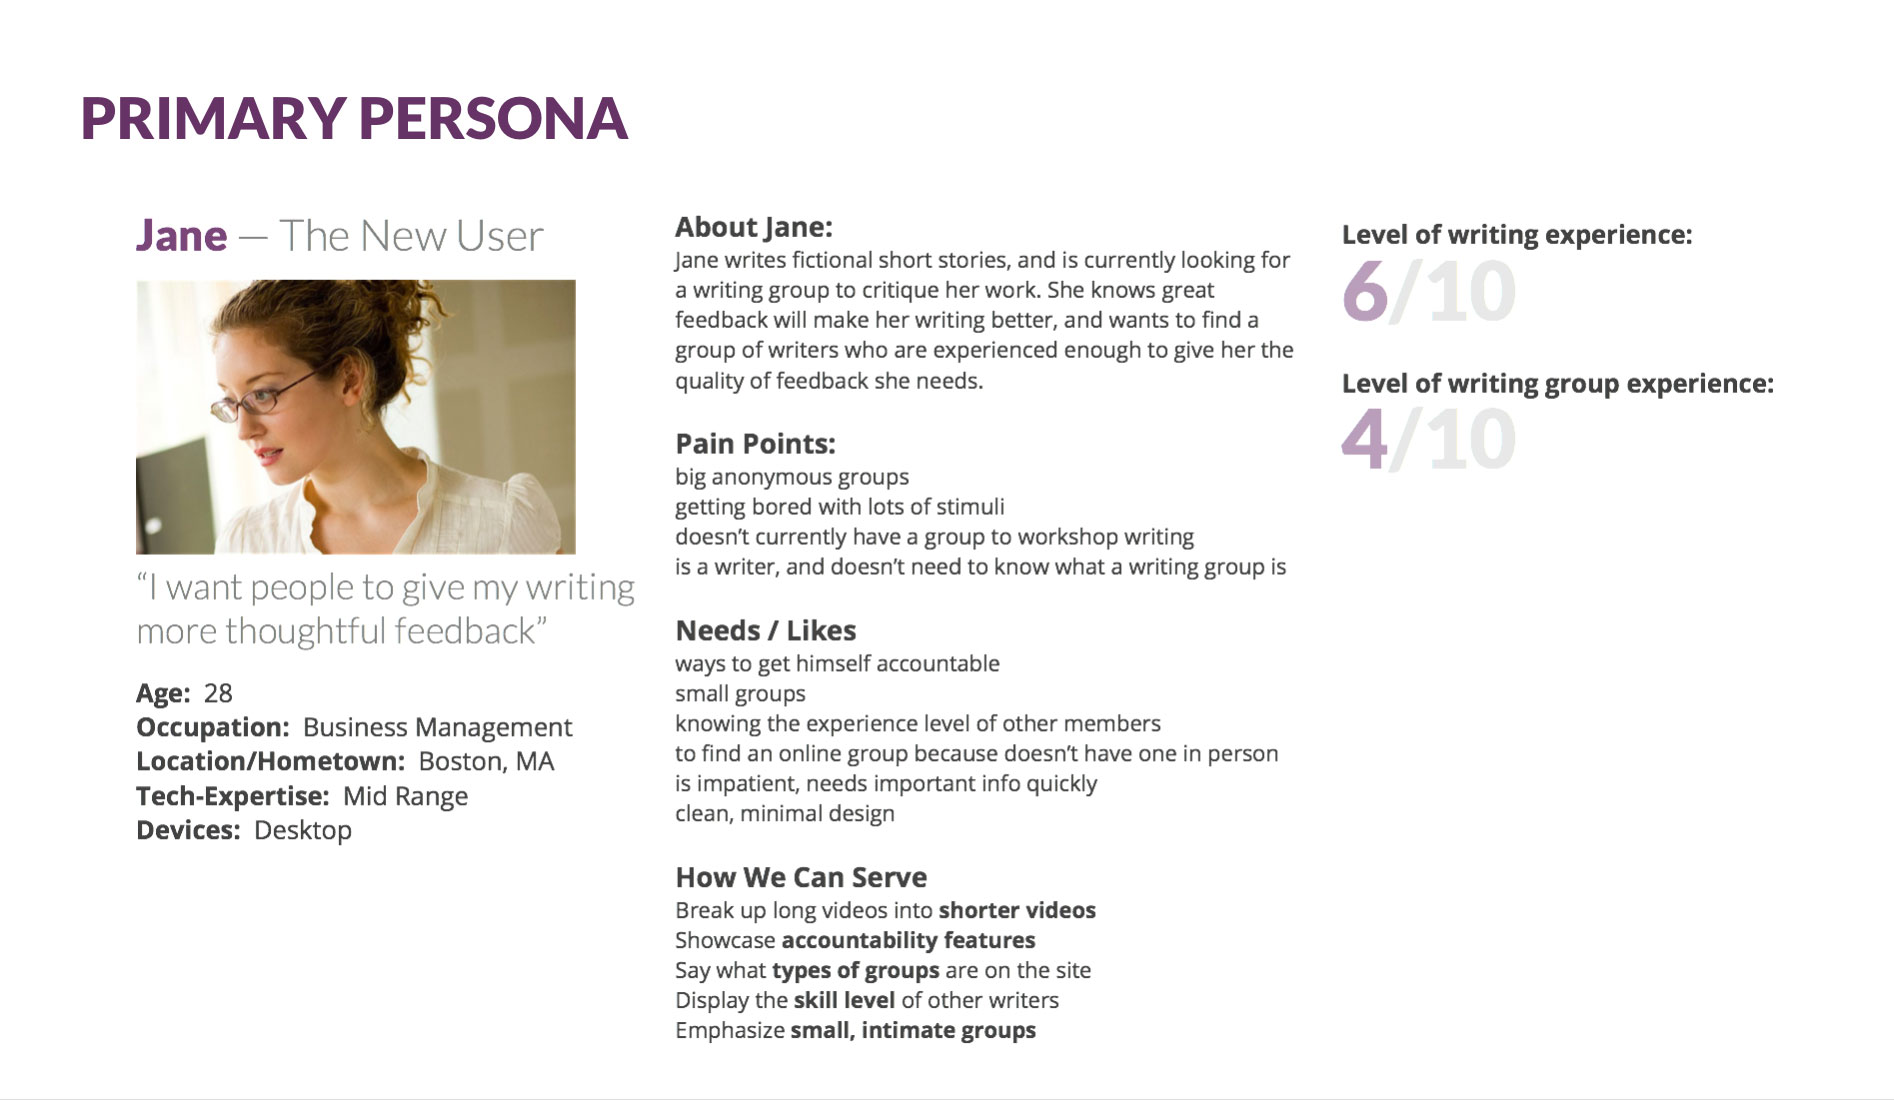 PRIMARY PERSONA
Jane — The New User
“I want people to give my writing
more thoughtful feedback”
Age: 28
Occupation: Business Management
Location/Hometown: Boston, MA
Tech-Expertise: Mid Range
Devices: Desktop
About Jane:
Jane writes fictional short stories, and is currently looking for
a writing group to critique her work. She knows great
feedback will make her writing better, and wants to find a
group of writers who are experienced enough to give her the
quality of feedback she needs.
Pain Points:
big anonymous groups
getting bored with lots of stimuli
doesn’t currently have a group to workshop writing
is a writer, and doesn’t need to know what a writing group is
Needs / Likes
ways to get himself accountable
small groups
knowing the experience level of other members
to find an online group because doesn’t have one in person
is impatient, needs important info quickly
clean, minimal design
How We Can Serve
Break up long videos into shorter videos
Showcase accountability features
Say what types of groups are on the site
Display the skill level of other writers
Emphasize small, intimate groups
Level of writing experience:
6/10
Level of writing group experience:
4/10